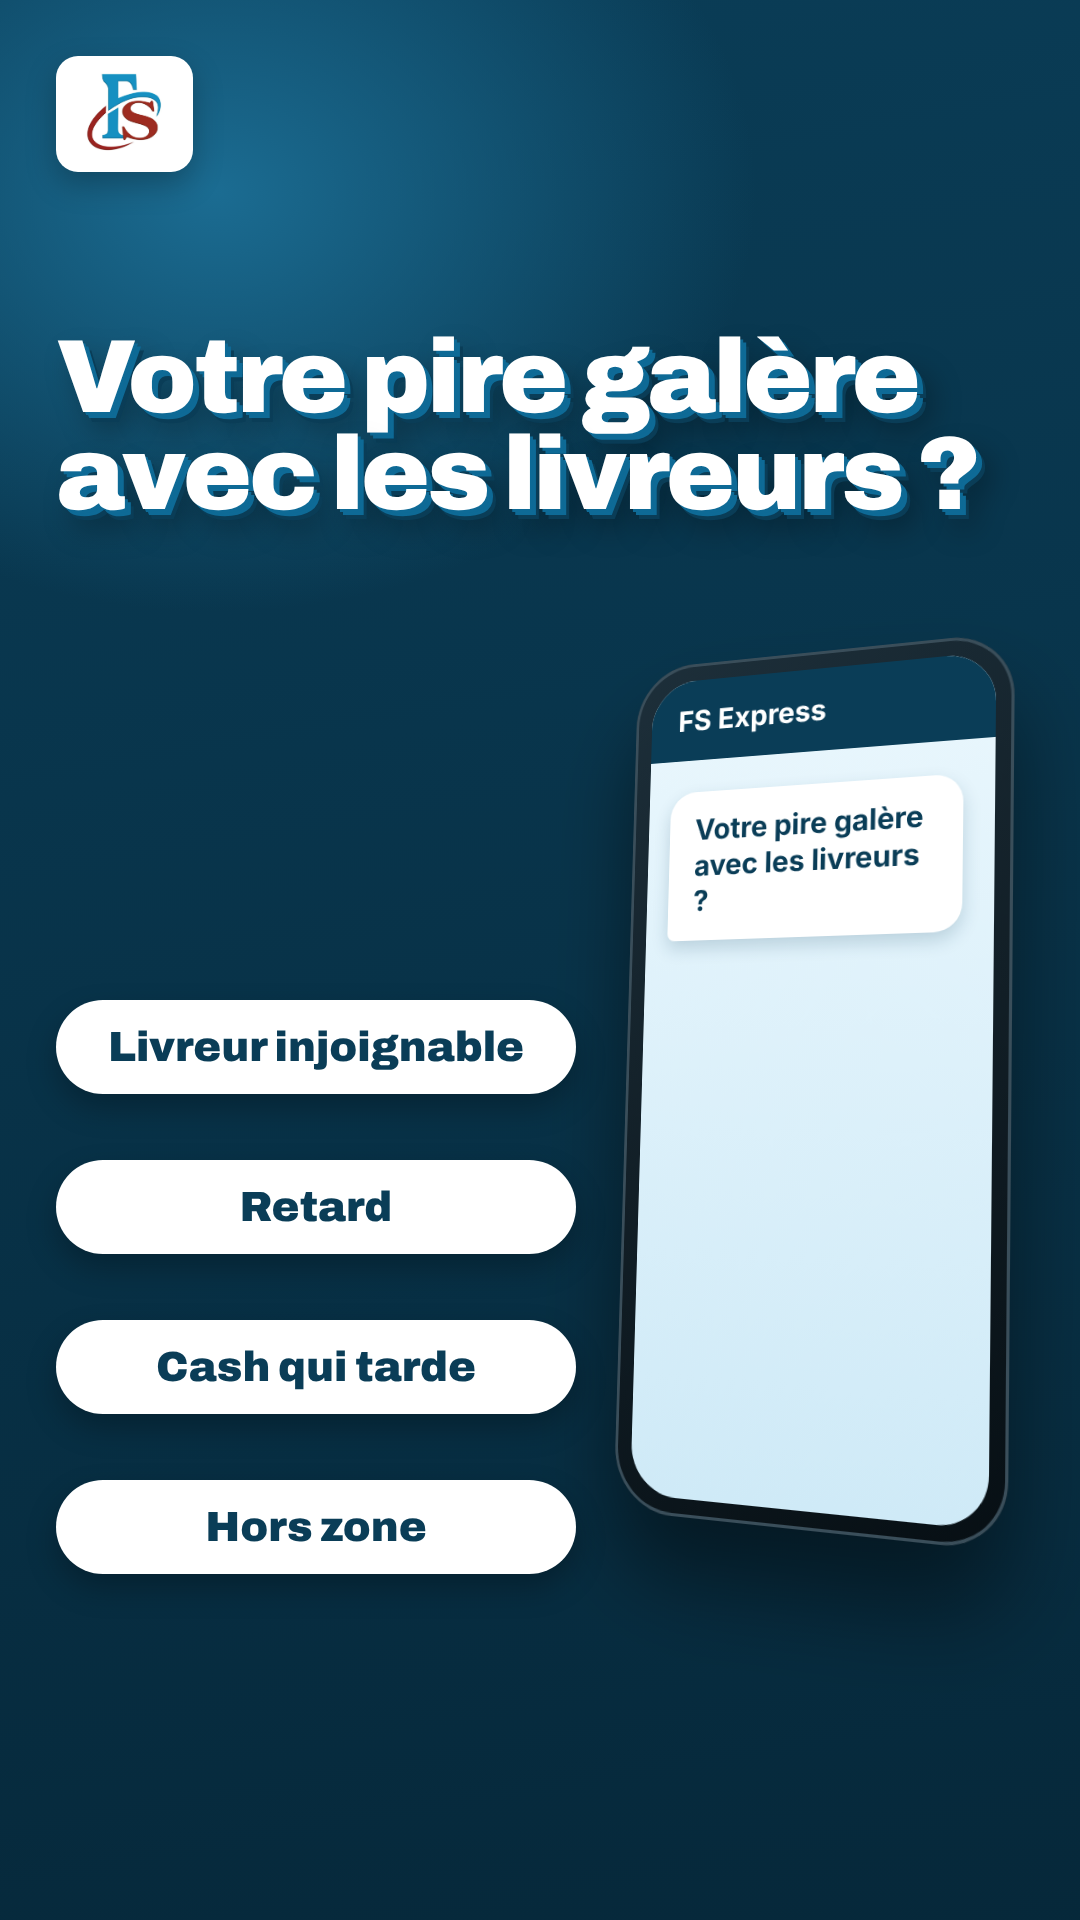 FS
Votre pire galère
avec les livreurs ?
FS Express
Votre pire galère
avec les livreurs
?
Livreur injoignable
Retard
Cash qui tarde
Hors zone